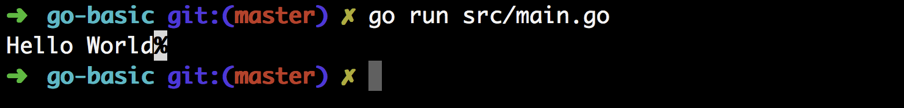 ➜ go-basic git:(master) ✗ go run src/main.go
Hello World%
➜ go-basic git:(master) ✗